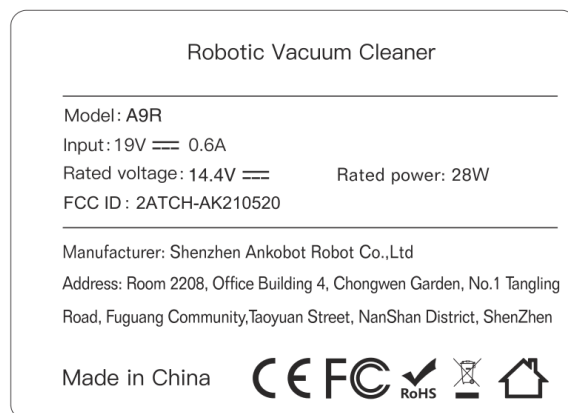 Robotic Vacuum Cleaner
Model: A9R
Input: 19V ⎓ 0.6A
Rated voltage: 14.4V ⎓ Rated power: 28W
FCC ID : 2ATCH-AK210520
Manufacturer: Shenzhen Ankobot Robot Co.,Ltd
Address: Room 2208, Office Building 4, Chongwen Garden, No.1 Tangling
Road, Fuguang Community,Taoyuan Street, NanShan District, ShenZhen
Made in China CE FC RoHS